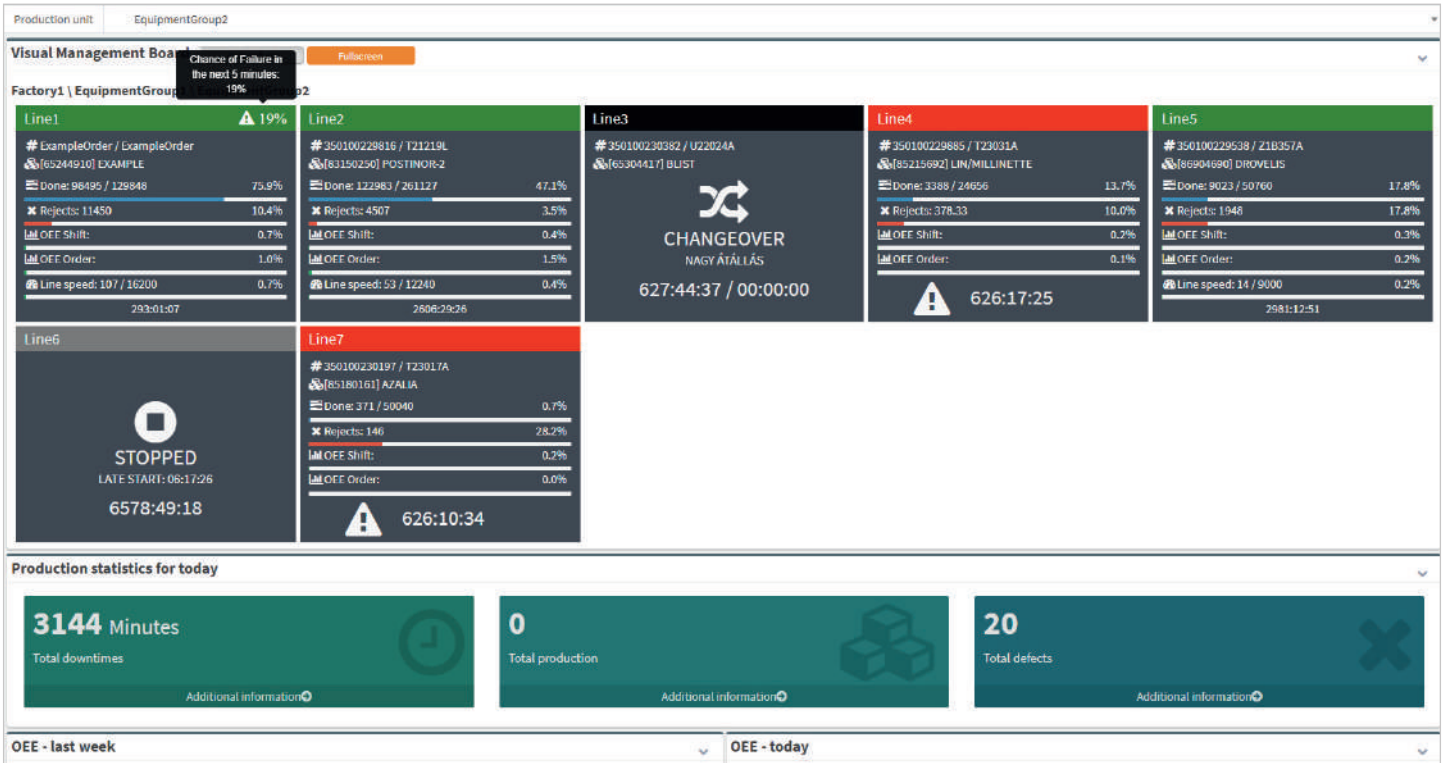 Production unit EquipmentGroup2
Visual Management Boar
Fullscreen
Chance of Failure in
the next 5 minutes:
19%
Factory1 \ EquipmentGroup
Line1 19%
# ExampleOrder / ExampleOrder
[65244910] EXAMPLE
Done: 98495 / 129848 75.9%
Rejects: 11450 10.4%
OEE Shift: 0.7%
OEE Order: 1.0%
Line speed: 107 / 16200 0.7%
293:01:07
Line2
# 350100229816 / T21219L
[83150250] POSTINOR-2
Done: 122983 / 261127 47.1%
Rejects: 4507 3.5%
OEE Shift: 0.4%
OEE Order: 1.5%
Line speed: 53 / 12240 0.4%
2606:29:26
Line3
# 350100230382 / U22024A
[65304417] BLIST
CHANGEOVER
NAGY ÁTÁLLÁS
627:44:37 / 00:00:00
Line4
# 350100229885 / T23031A
[85215692] LIN/MILLINETTE
Done: 3388 / 24656 13.7%
Rejects: 378.33 10.0%
OEE Shift: 0.2%
OEE Order: 0.1%
626:17:25
Line5
# 350100229538 / Z1B357A
[86904690] DROVELIS
Done: 9023 / 50760 17.8%
Rejects: 1948 17.8%
OEE Shift: 0.3%
OEE Order: 0.2%
Line speed: 14 / 9000 0.2%
2981:12:51
Line6
STOPPED
LATE START: 06:17:26
6578:49:18
Line7
# 350100230197 / T23017A
[85180161] AZALIA
Done: 371 / 50040 0.7%
Rejects: 146 28.2%
OEE Shift: 0.2%
OEE Order: 0.0%
626:10:34
Production statistics for today
3144 Minutes
Total downtimes
Additional information
0
Total production
Additional information
20
Total defects
Additional information
OEE - last week
OEE - today